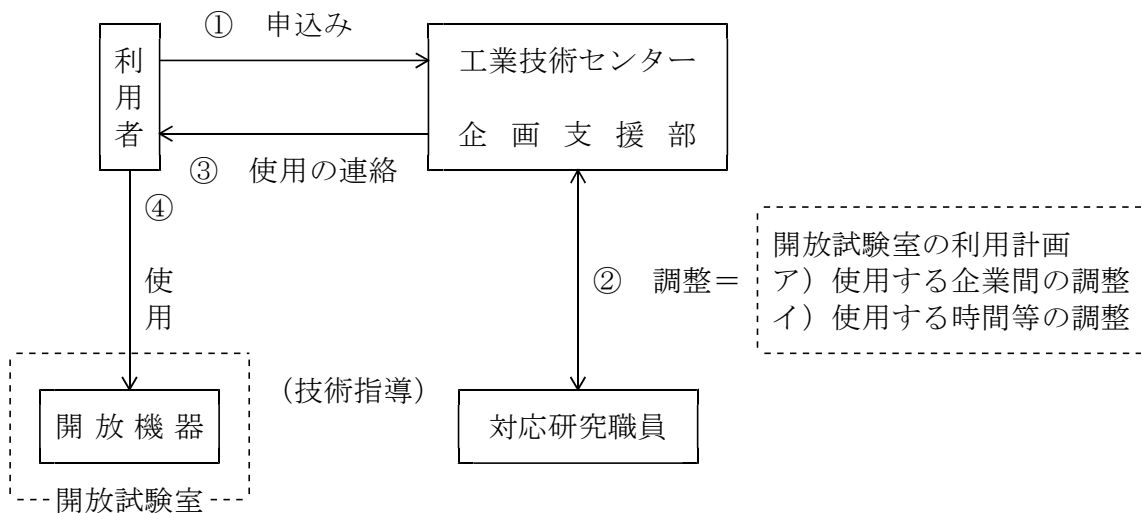 ① 申込み
利用者
工業技術センター
企画支援部
③ 使用の連絡
④
使用
② 調整＝
開放試験室の利用計画
ア）使用する企業間の調整
イ）使用する時間等の調整
（技術指導）
開放機器
対応研究職員
開放試験室